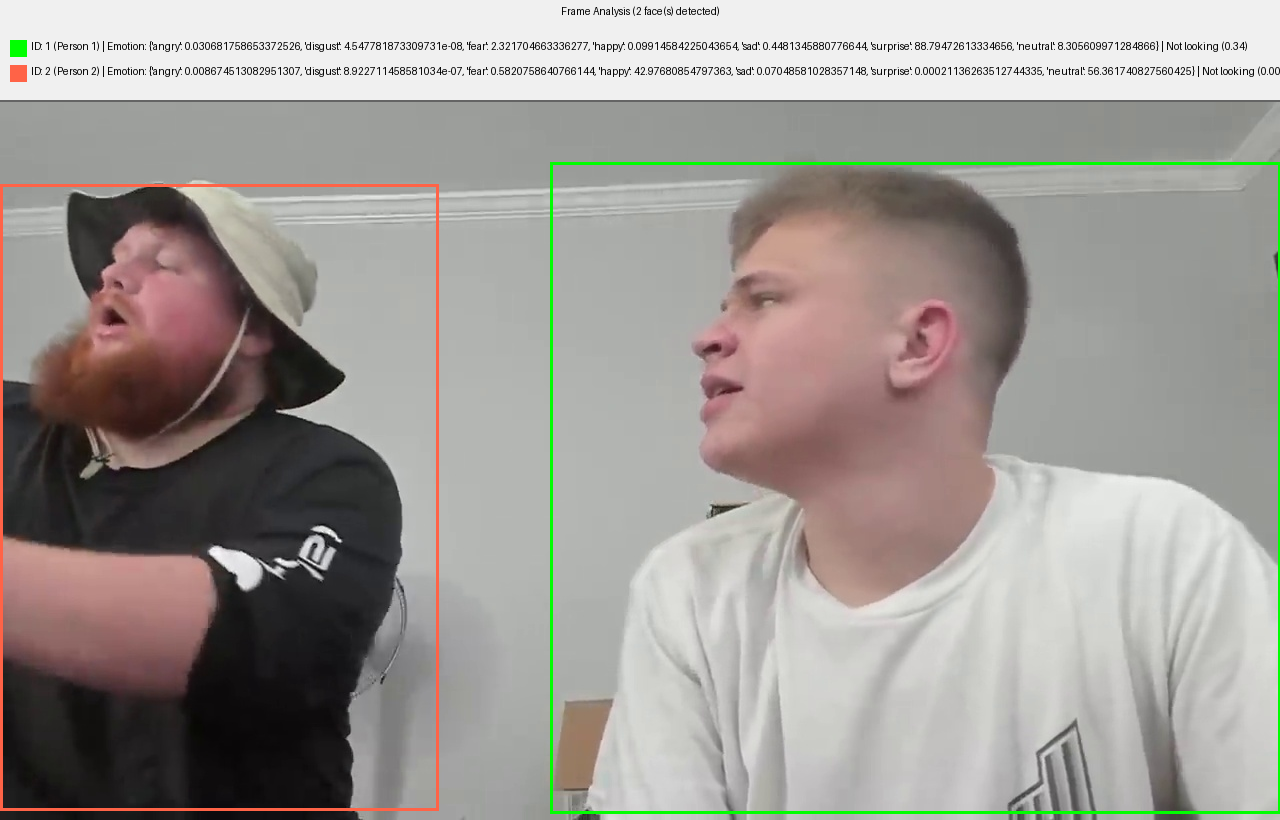 Frame Analysis (2 face(s) detected)
ID: 1 (Person 1) | Emotion: {'angry': 0.030681758653372526, 'disgust': 4.547781873309731e-08, 'fear': 2.321704663336277, 'happy': 0.09914584225043654, 'sad': 0.4481345880776644, 'surprise': 88.79472613334656, 'neutral': 8.305609971284866} | Not looking (0.34)
ID: 2 (Person 2) | Emotion: {'angry': 0.008674513082951307, 'disgust': 8.922711458581034e-07, 'fear': 0.5820758640766144, 'happy': 42.97680854797363, 'sad': 0.07048581028357148, 'surprise': 0.00021136263512744335, 'neutral': 56.361740827560425} | Not looking (0.00